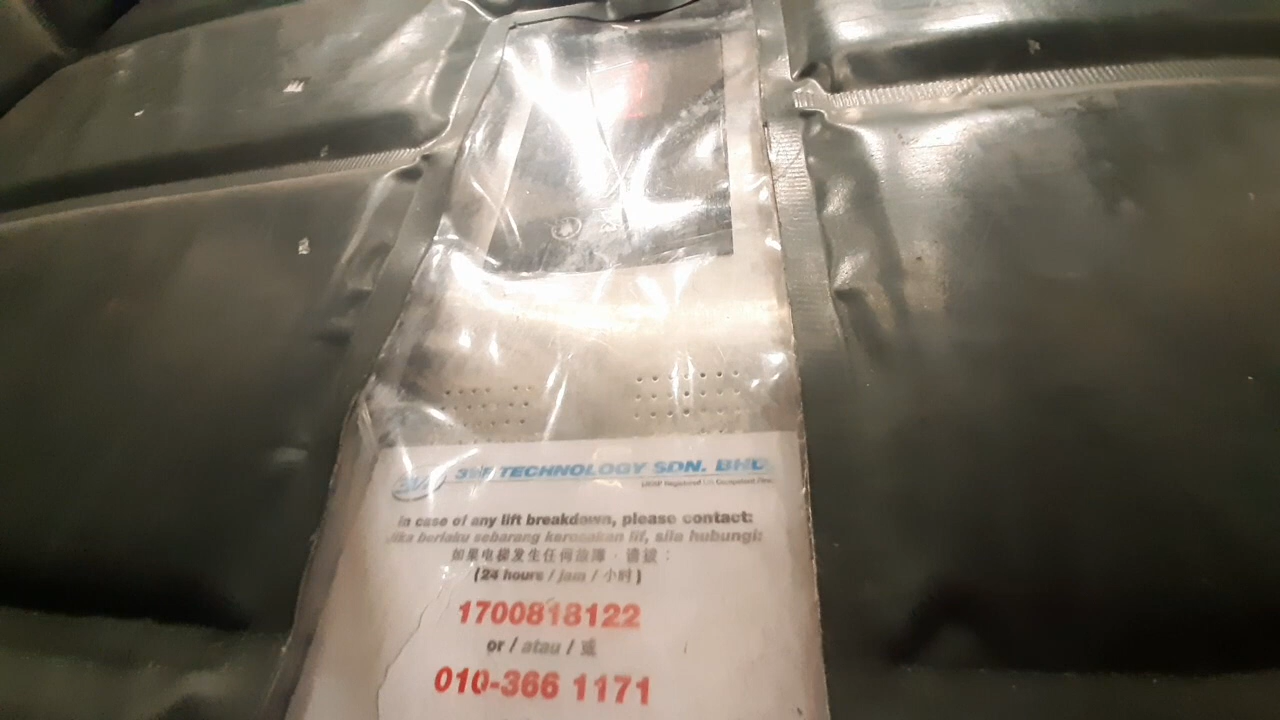 TECHNOLOGY SDN. BHD.
In case of any lift breakdown, please contact:
Jika berlaku sebarang kerosakan lif, sila hubungi:
如果电梯发生任何故障，请拨：
(24 hours / jam / 小时)
1700818122
or / atau / 或
010-366 1171